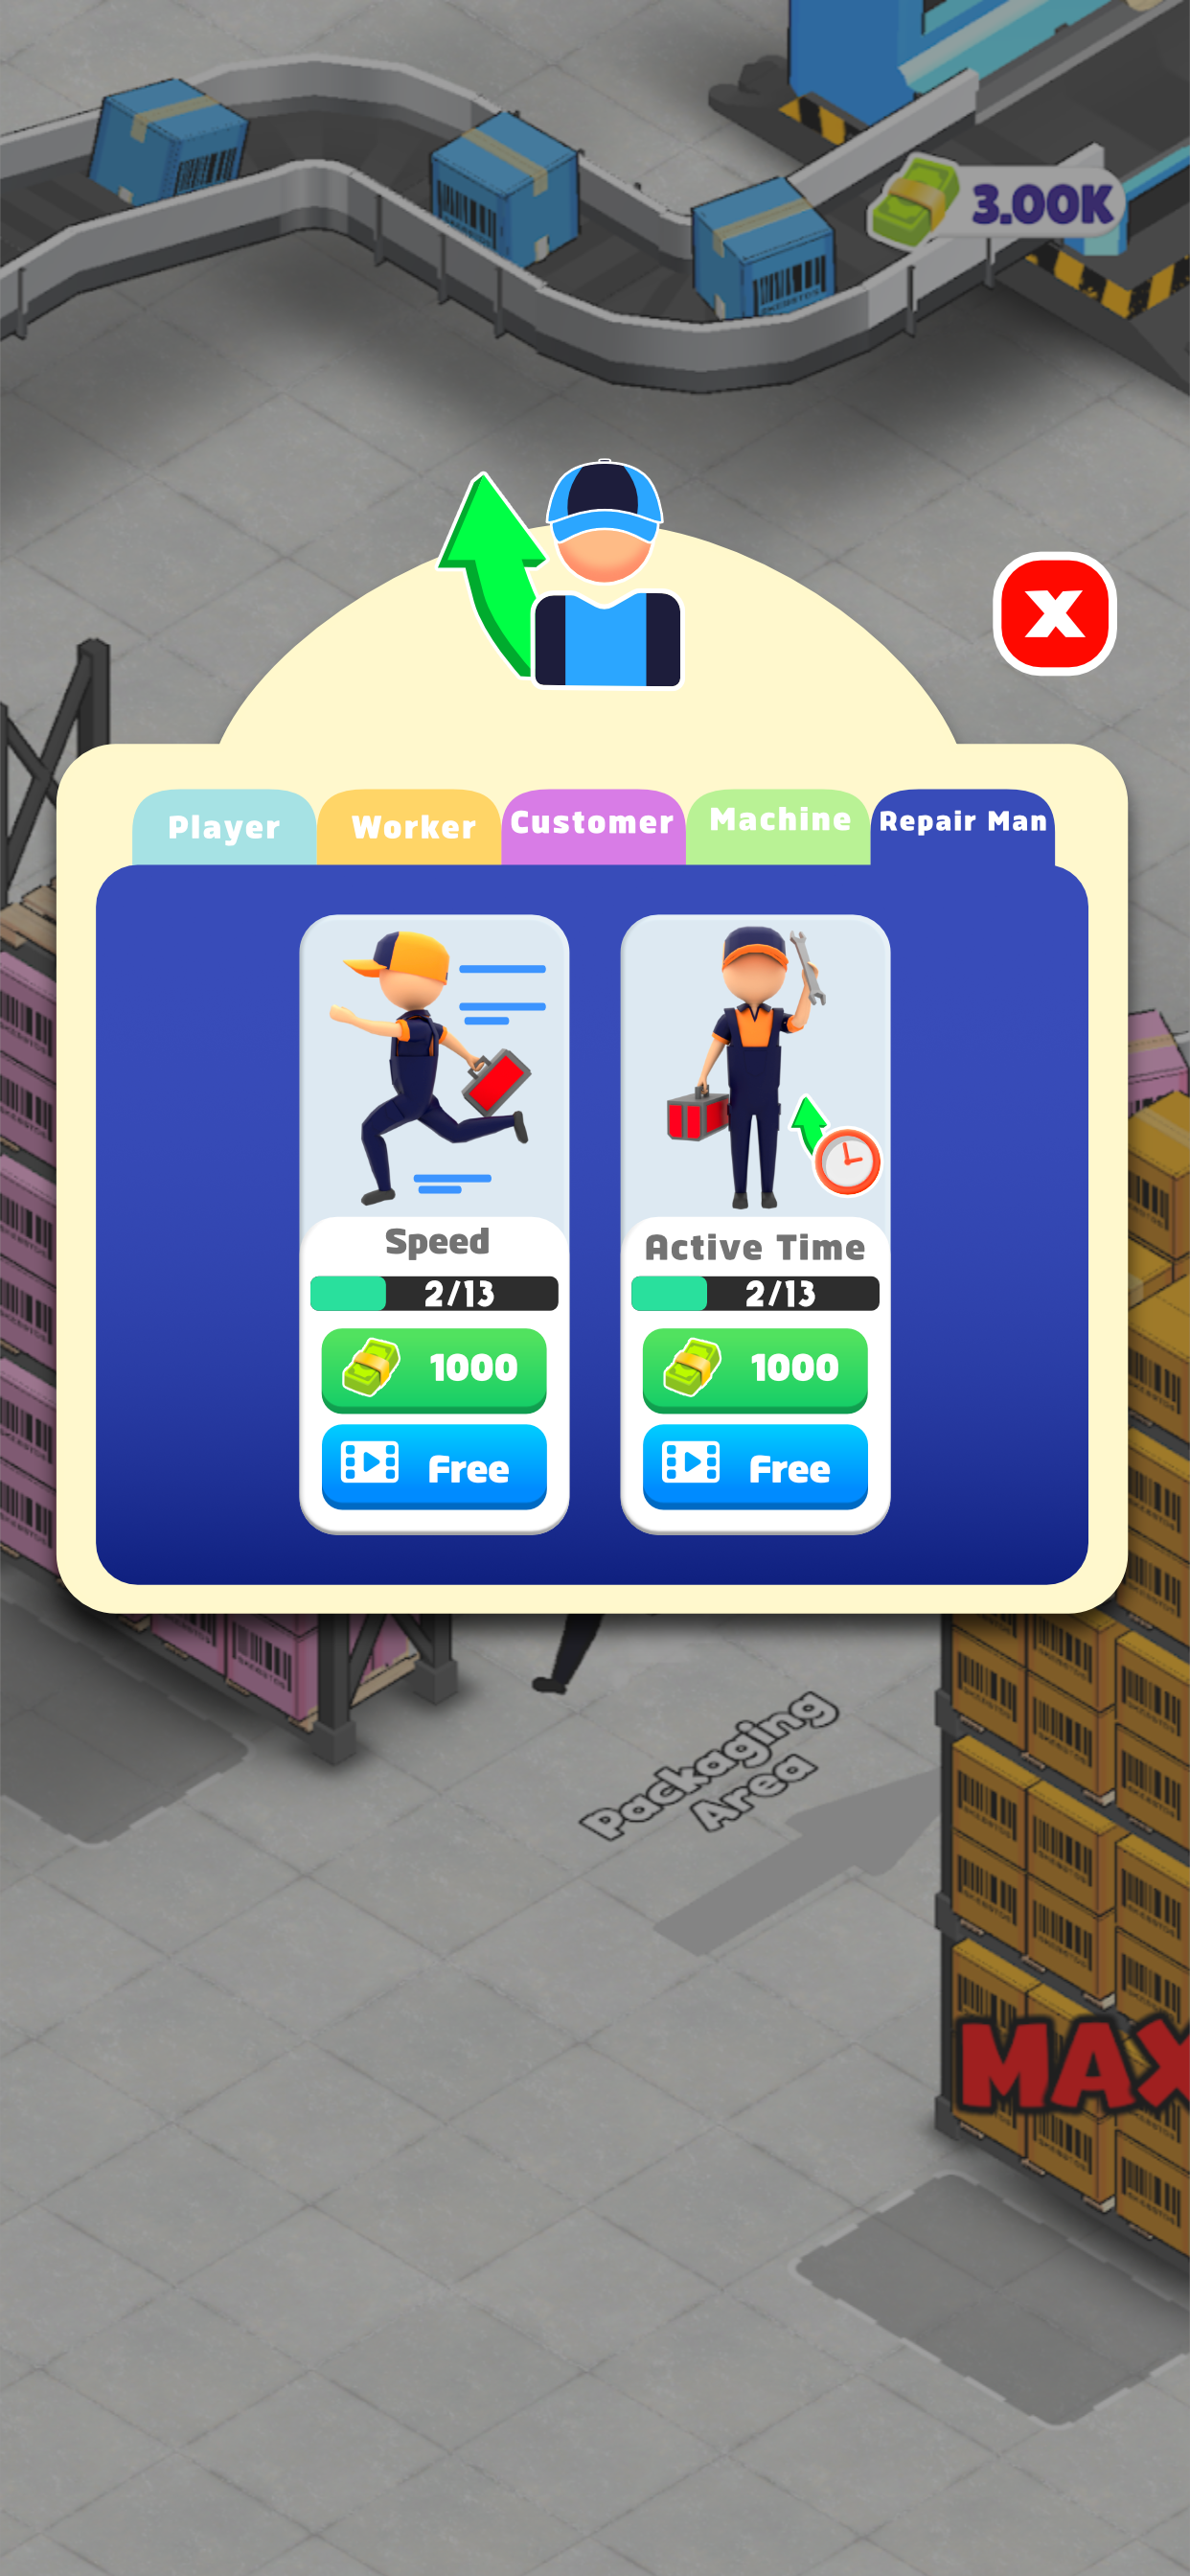 3.00K
X
Player Worker Customer Machine Repair Man
Speed
2/13
1000
Free
Active Time
2/13
1000
Free
Packaging
Area
MAX